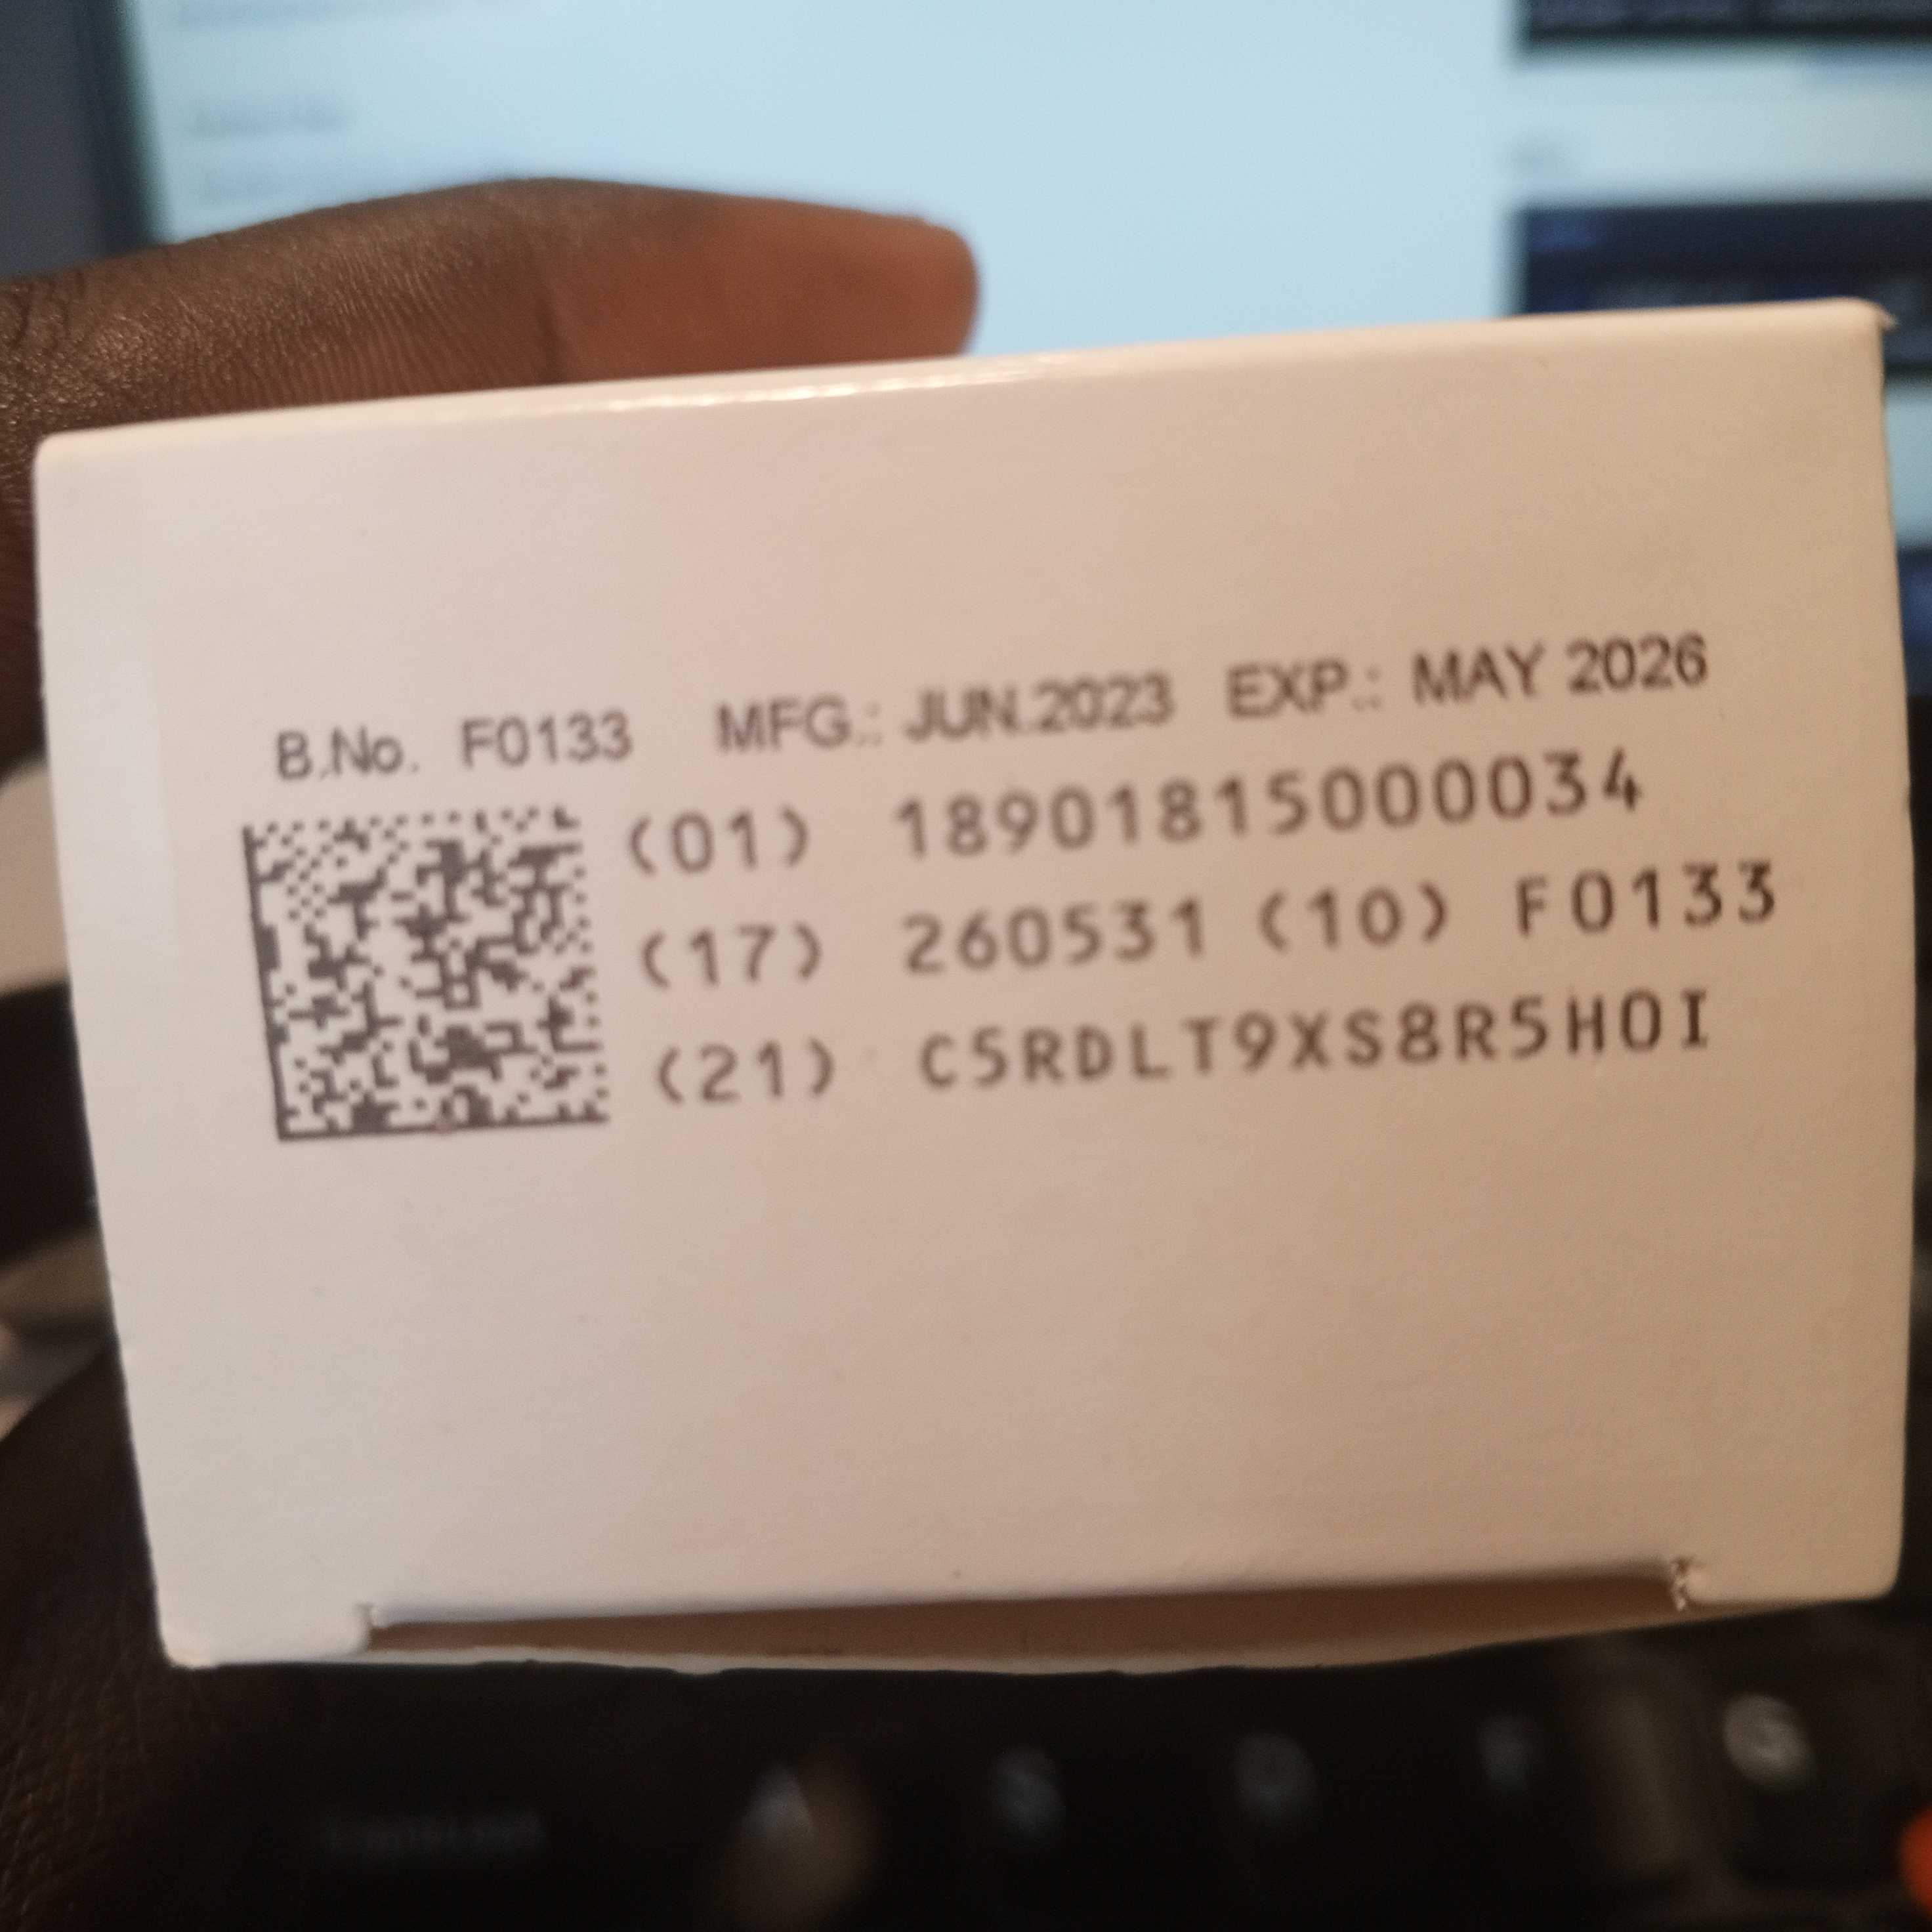 B.No. F0133 MFG.: JUN.2023 EXP.: MAY 2026
(01) 18901815000034
(17) 260531 (10) F0133
(21) C5RDLT9XS8R5HOI